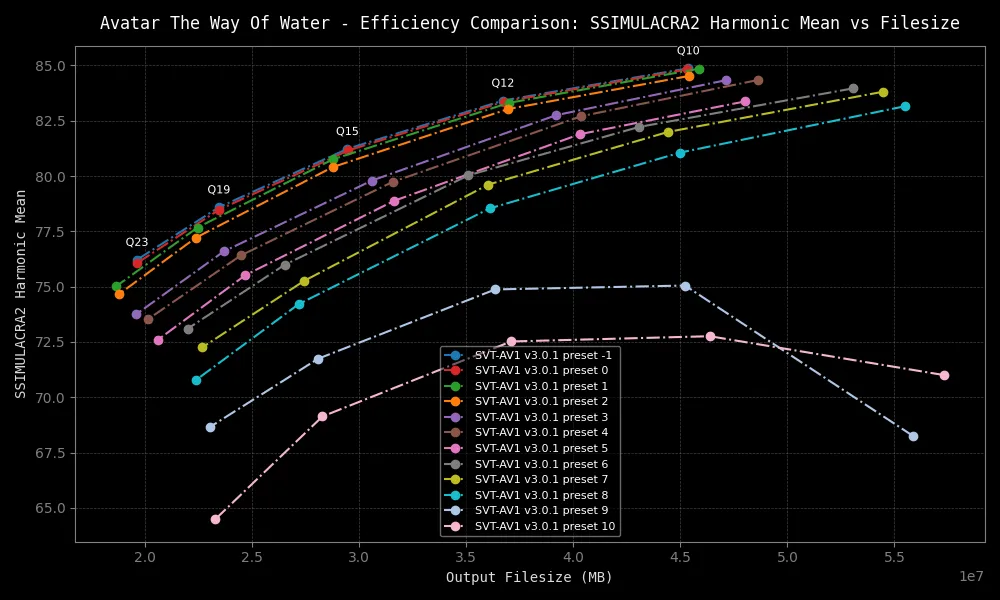 Avatar The Way Of Water - Efficiency Comparison: SSIMULACRA2 Harmonic Mean vs Filesize
SSIMULACRA2 Harmonic Mean
85.0
82.5
80.0
77.5
75.0
72.5
70.0
67.5
65.0
Q10
Q12
Q15
Q19
Q23
SVT-AV1 v3.0.1 preset -1
SVT-AV1 v3.0.1 preset 0
SVT-AV1 v3.0.1 preset 1
SVT-AV1 v3.0.1 preset 2
SVT-AV1 v3.0.1 preset 3
SVT-AV1 v3.0.1 preset 4
SVT-AV1 v3.0.1 preset 5
SVT-AV1 v3.0.1 preset 6
SVT-AV1 v3.0.1 preset 7
SVT-AV1 v3.0.1 preset 8
SVT-AV1 v3.0.1 preset 9
SVT-AV1 v3.0.1 preset 10
2.0 2.5 3.0 3.5 4.0 4.5 5.0 5.5
1e7
Output Filesize (MB)